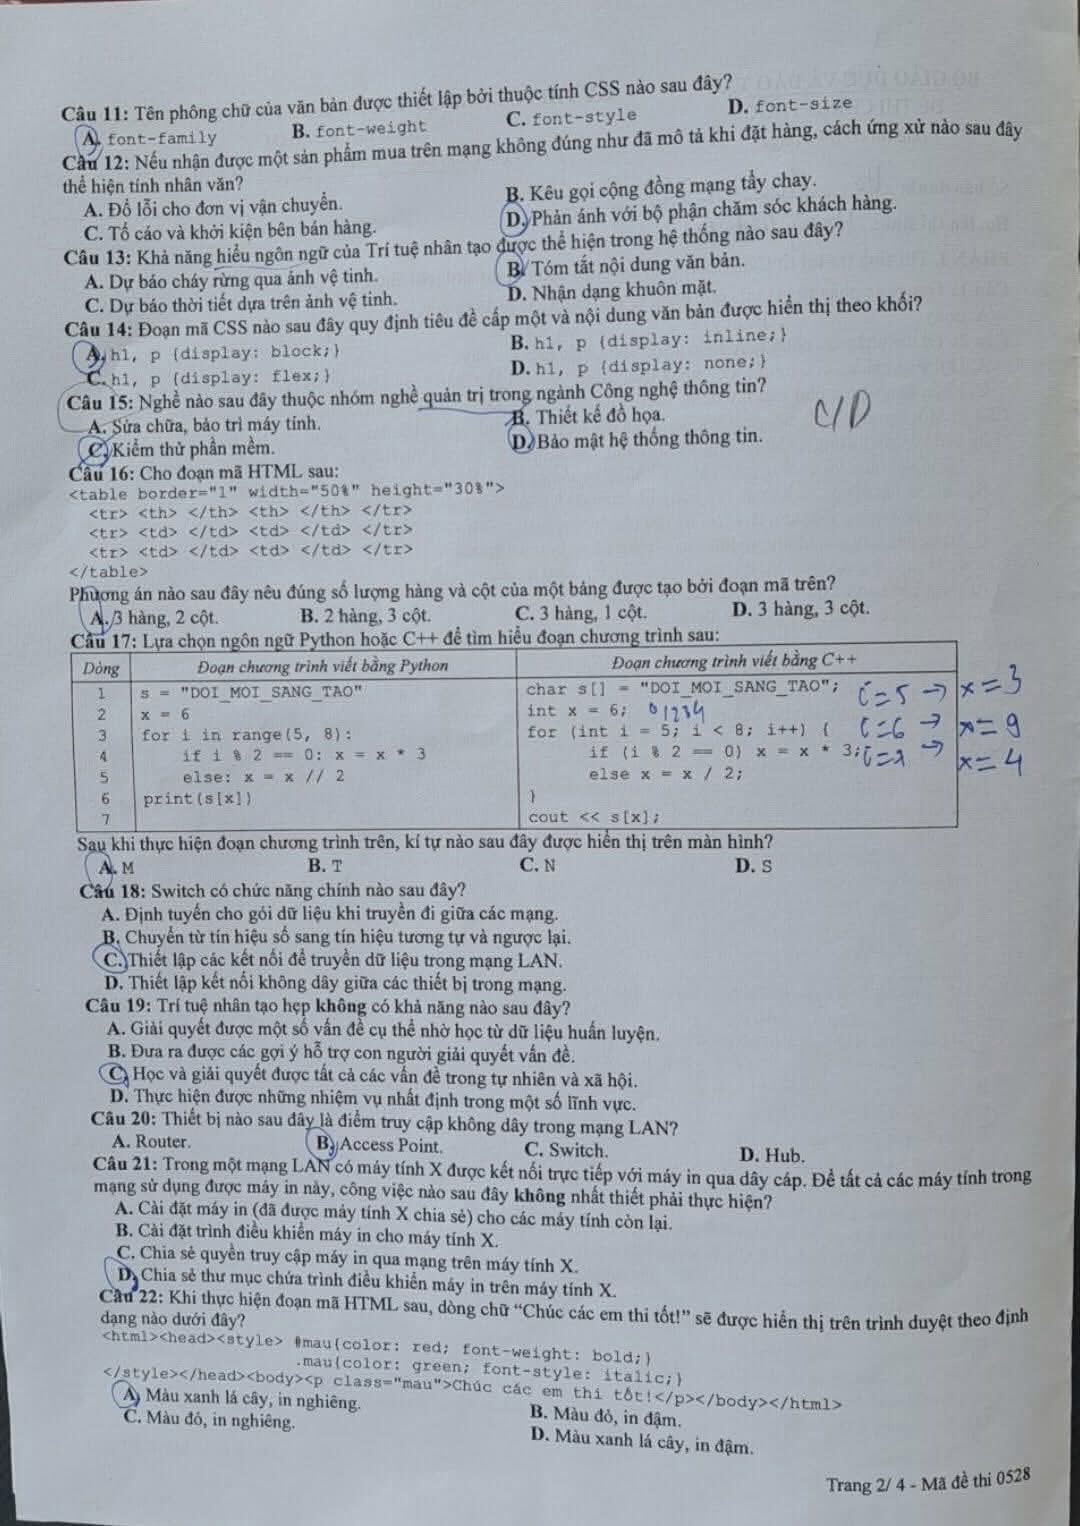 Câu 11: Tên phông chữ của văn bản được thiết lập bởi thuộc tính CSS nào sau đây?
A. font-family B. font-weight C. font-style D. font-size
Câu 12: Nếu nhận được một sản phẩm mua trên mạng không đúng như đã mô tả khi đặt hàng, cách ứng xử nào sau đây
thể hiện tính nhân văn?
A. Đổ lỗi cho đơn vị vận chuyển. B. Kêu gọi cộng đồng mạng tẩy chay.
C. Tố cáo và khởi kiện bên bán hàng. D. Phản ánh với bộ phận chăm sóc khách hàng.
Câu 13: Khả năng hiểu ngôn ngữ của Trí tuệ nhân tạo được thể hiện trong hệ thống nào sau đây?
A. Dự báo cháy rừng qua ảnh vệ tinh. B. Tóm tắt nội dung văn bản.
C. Dự báo thời tiết dựa trên ảnh vệ tinh. D. Nhận dạng khuôn mặt.
Câu 14: Đoạn mã CSS nào sau đây quy định tiêu đề cấp một và nội dung văn bản được hiển thị theo khối?
A. h1, p {display: block;} B. h1, p {display: inline;}
C. h1, p {display: flex;} D. h1, p {display: none;}
Câu 15: Nghề nào sau đây thuộc nhóm nghề quản trị trong ngành Công nghệ thông tin?
A. Sửa chữa, bảo trì máy tính. B. Thiết kế đồ họa. C/D
C. Kiểm thử phần mềm. D. Bảo mật hệ thống thông tin.
Câu 16: Cho đoạn mã HTML sau:
<table border="1" width="50%" height="30%">
<tr> <th> </th> <th> </th> </tr>
<tr> <td> </td> <td> </td> </tr>
<tr> <td> </td> <td> </td> </tr>
</table>
Phương án nào sau đây nêu đúng số lượng hàng và cột của một bảng được tạo bởi đoạn mã trên?
A. 3 hàng, 2 cột. B. 2 hàng, 3 cột. C. 3 hàng, 1 cột. D. 3 hàng, 3 cột.
Câu 17: Lựa chọn ngôn ngữ Python hoặc C++ để tìm hiểu đoạn chương trình sau:
Dòng Đoạn chương trình viết bằng Python Đoạn chương trình viết bằng C++
1 s = "DOI_MOI_SANG_TAO" char s[] = "DOI_MOI_SANG_TAO"; i=5 → x=3
2 x = 6 int x = 6; 01234
3 for i in range(5, 8): for (int i = 5; i < 8; i++) { i=6 → x=9
4 if i % 2 == 0: x = x * 3 if (i % 2 == 0) x = x * 3; i=7 → x=4
5 else: x = x // 2 else x = x / 2;
6 print(s[x]) }
7 cout << s[x];
Sau khi thực hiện đoạn chương trình trên, kí tự nào sau đây được hiển thị trên màn hình?
A. M B. T C. N D. S
Câu 18: Switch có chức năng chính nào sau đây?
A. Định tuyến cho gói dữ liệu khi truyền đi giữa các mạng.
B. Chuyển từ tín hiệu số sang tín hiệu tương tự và ngược lại.
C. Thiết lập các kết nối để truyền dữ liệu trong mạng LAN.
D. Thiết lập kết nối không dây giữa các thiết bị trong mạng.
Câu 19: Trí tuệ nhân tạo hẹp không có khả năng nào sau đây?
A. Giải quyết được một số vấn đề cụ thể nhờ học từ dữ liệu huấn luyện.
B. Đưa ra được các gợi ý hỗ trợ con người giải quyết vấn đề.
C. Học và giải quyết được tất cả các vấn đề trong tự nhiên và xã hội.
D. Thực hiện được những nhiệm vụ nhất định trong một số lĩnh vực.
Câu 20: Thiết bị nào sau đây là điểm truy cập không dây trong mạng LAN?
A. Router. B. Access Point. C. Switch. D. Hub.
Câu 21: Trong một mạng LAN có máy tính X được kết nối trực tiếp với máy in qua dây cáp. Để tất cả các máy tính trong
mạng sử dụng được máy in này, công việc nào sau đây không nhất thiết phải thực hiện?
A. Cài đặt máy in (đã được máy tính X chia sẻ) cho các máy tính còn lại.
B. Cài đặt trình điều khiển máy in cho máy tính X.
C. Chia sẻ quyền truy cập máy in qua mạng trên máy tính X.
D. Chia sẻ thư mục chứa trình điều khiển máy in trên máy tính X.
Câu 22: Khi thực hiện đoạn mã HTML sau, dòng chữ “Chúc các em thi tốt!” sẽ được hiển thị trên trình duyệt theo định
dạng nào dưới đây?
<html><head><style> #mau{color: red; font-weight: bold;}
.mau{color: green; font-style: italic;}
</style></head><body><p class="mau">Chúc các em thi tốt!</p></body></html>
A. Màu xanh lá cây, in nghiêng. B. Màu đỏ, in đậm.
C. Màu đỏ, in nghiêng. D. Màu xanh lá cây, in đậm.
Trang 2/ 4 - Mã đề thi 0528